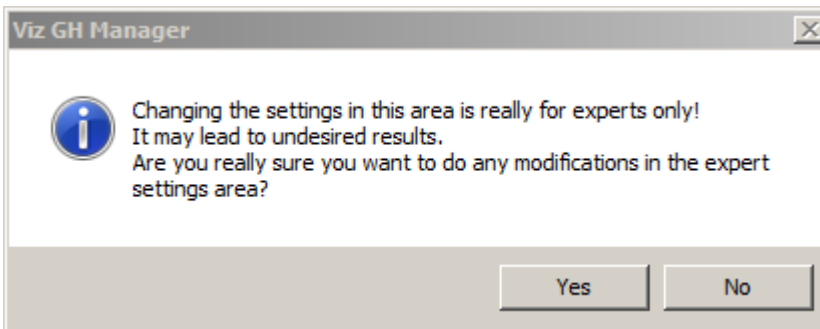 Viz GH Manager
Changing the settings in this area is really for experts only!
It may lead to undesired results.
Are you really sure you want to do any modifications in the expert
settings area?
Yes No